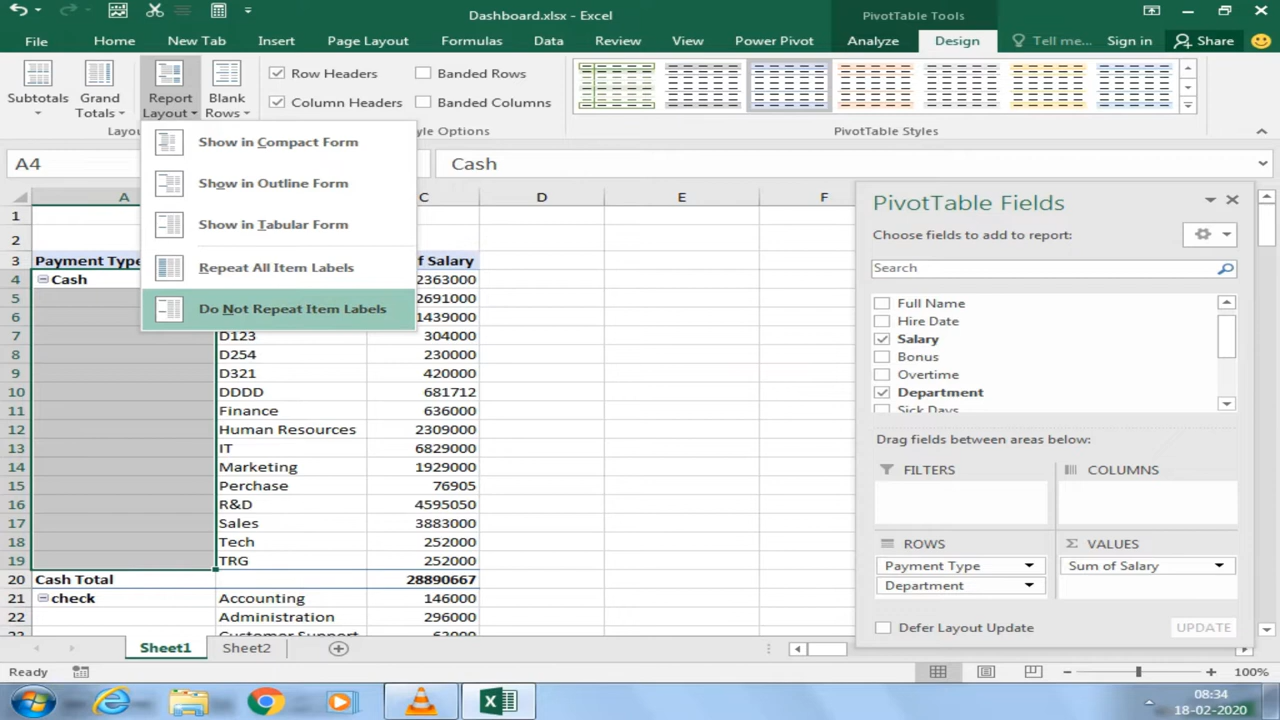 Dashboard.xlsx - Excel
PivotTable Tools
File Home New Tab Insert Page Layout Formulas Data Review View Power Pivot Analyze Design Tell me... Sign in Share
Subtotals
Grand Totals
Report Layout
Blank Rows
Row Headers
Banded Rows
Column Headers
Banded Columns
Layou
yle Options
PivotTable Styles
Show in Compact Form
Show in Outline Form
Show in Tabular Form
Repeat All Item Labels
Do Not Repeat Item Labels
A4
Cash
A C D E F
1
2
3 Payment Type f Salary
4 Cash 2363000
5 2691000
6 1439000
7 D123 304000
8 D254 230000
9 D321 420000
10 DDDD 681712
11 Finance 636000
12 Human Resources 2309000
13 IT 6829000
14 Marketing 1929000
15 Perchase 76905
16 R&D 4595050
17 Sales 3883000
18 Tech 252000
19 TRG 252000
20 Cash Total 28890667
21 check Accounting 146000
22 Administration 296000
23 Customer Support 63000
PivotTable Fields
Choose fields to add to report:
Search
Full Name
Hire Date
Salary
Bonus
Overtime
Department
Sick Days
Drag fields between areas below:
FILTERS
COLUMNS
ROWS
Payment Type
Department
VALUES
Sum of Salary
Defer Layout Update
UPDATE
Sheet1 Sheet2
Ready
100%
08:34
18-02-2020